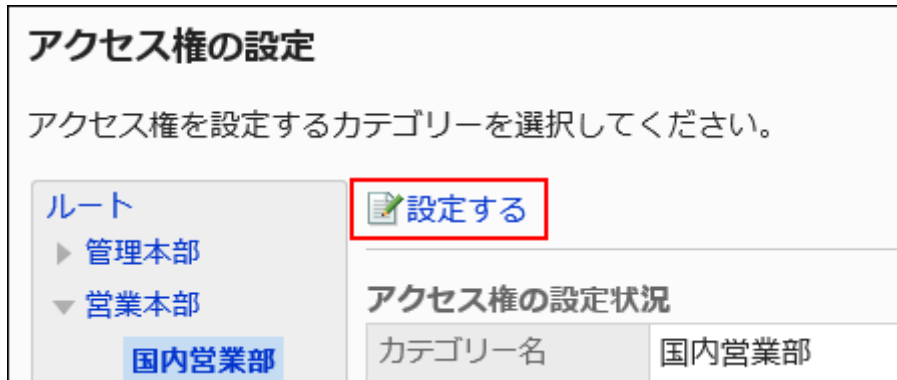 アクセス権の設定
アクセス権を設定するカテゴリーを選択してください。
ルート
設定する
管理本部
営業本部
国内営業部
アクセス権の設定状況
カテゴリー名 国内営業部